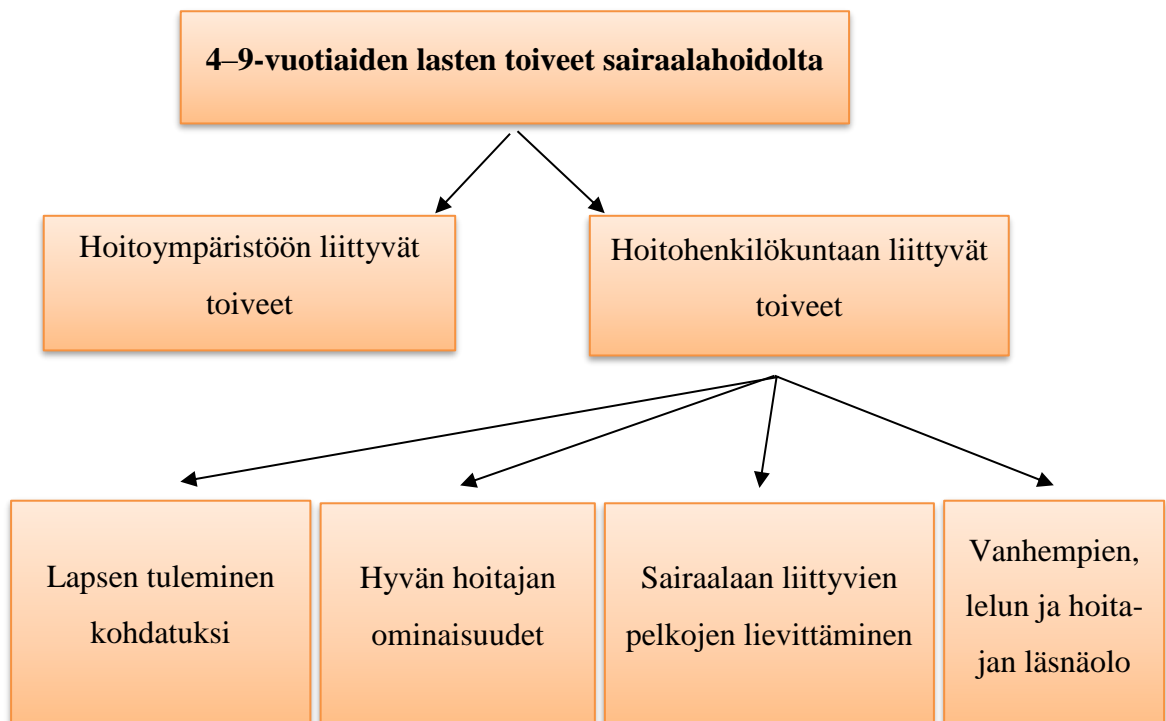 4–9-vuotiaiden lasten toiveet sairaalahoidolta
Hoitoympäristöön liittyvät
toiveet
Hoitohenkilökuntaan liittyvät
toiveet
Lapsen tuleminen
kohdatuksi
Hyvän hoitajan
ominaisuudet
Sairaalaan liittyvien
pelkojen lievittäminen
Vanhempien,
lelun ja hoita-
jan läsnäolo